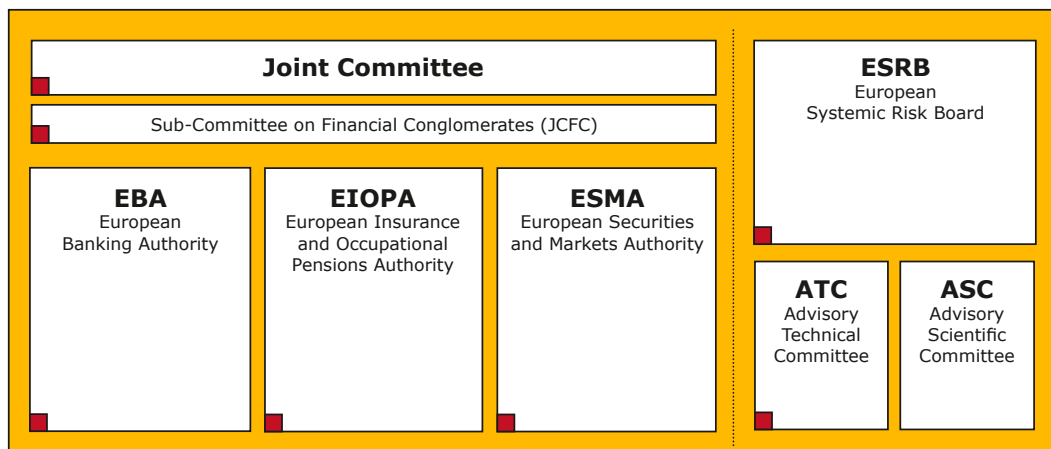 Joint Committee
Sub-Committee on Financial Conglomerates (JCFC)
EBA
European
Banking Authority
EIOPA
European Insurance
and Occupational
Pensions Authority
ESMA
European Securities
and Markets Authority
ESRB
European
Systemic Risk Board
ATC
Advisory
Technical
Committee
ASC
Advisory
Scientific
Committee